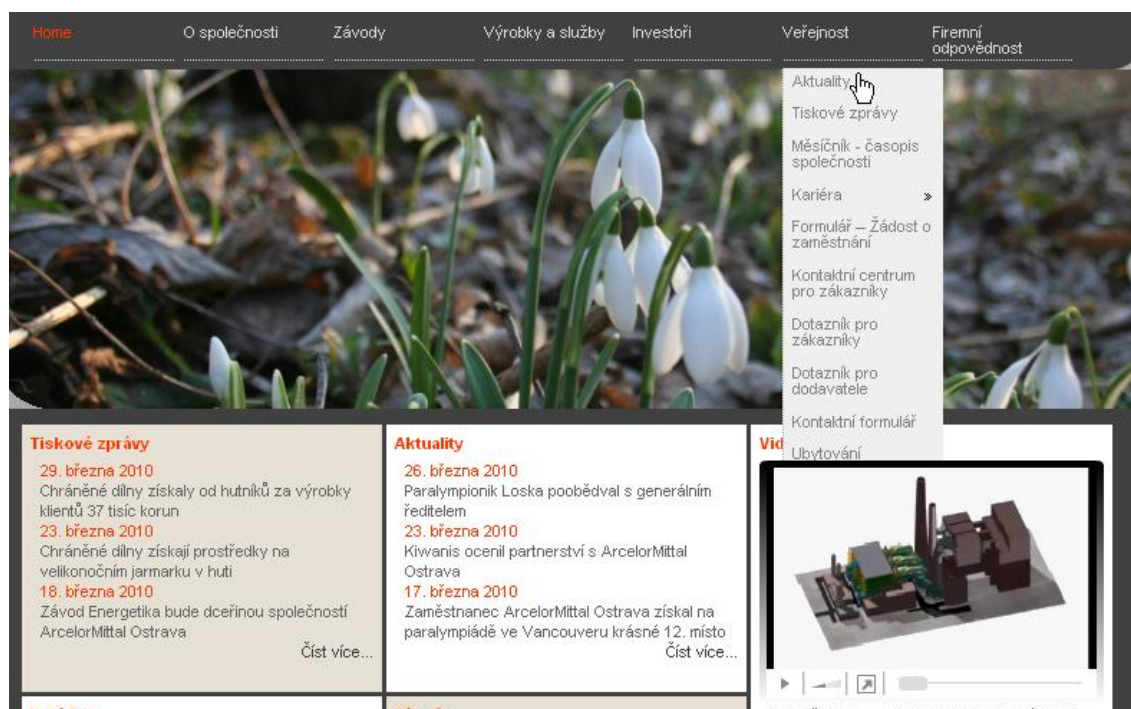 Home
O společnosti
Závody
Výrobky a služby
Investoři
Veřejnost
Firemní
odpovědnost
Aktuality
Tiskové zprávy
Měsíčník - časopis
společnosti
Kariéra »
Formulář – Žádost o
zaměstnání
Kontaktní centrum
pro zákazníky
Dotazník pro
zákazníky
Dotazník pro
dodavatele
Kontaktní formulář
Ubytování
Tiskové zprávy
29. března 2010
Chráněné dílny získaly od hutníků za výrobky
klientů 37 tisíc korun
23. března 2010
Chráněné dílny získají prostředky na
velikonočním jarmarku v huti
18. března 2010
Závod Energetika bude dceřinou společností
ArcelorMittal Ostrava
Číst více...
Aktuality
26. března 2010
Paralympionik Loska poobědval s generálním
ředitelem
23. března 2010
Kiwanis ocenil partnerství s ArcelorMittal
Ostrava
17. března 2010
Zaměstnanec ArcelorMittal Ostrava získal na
paralympiádě ve Vancouveru krásné 12. místo
Číst více...